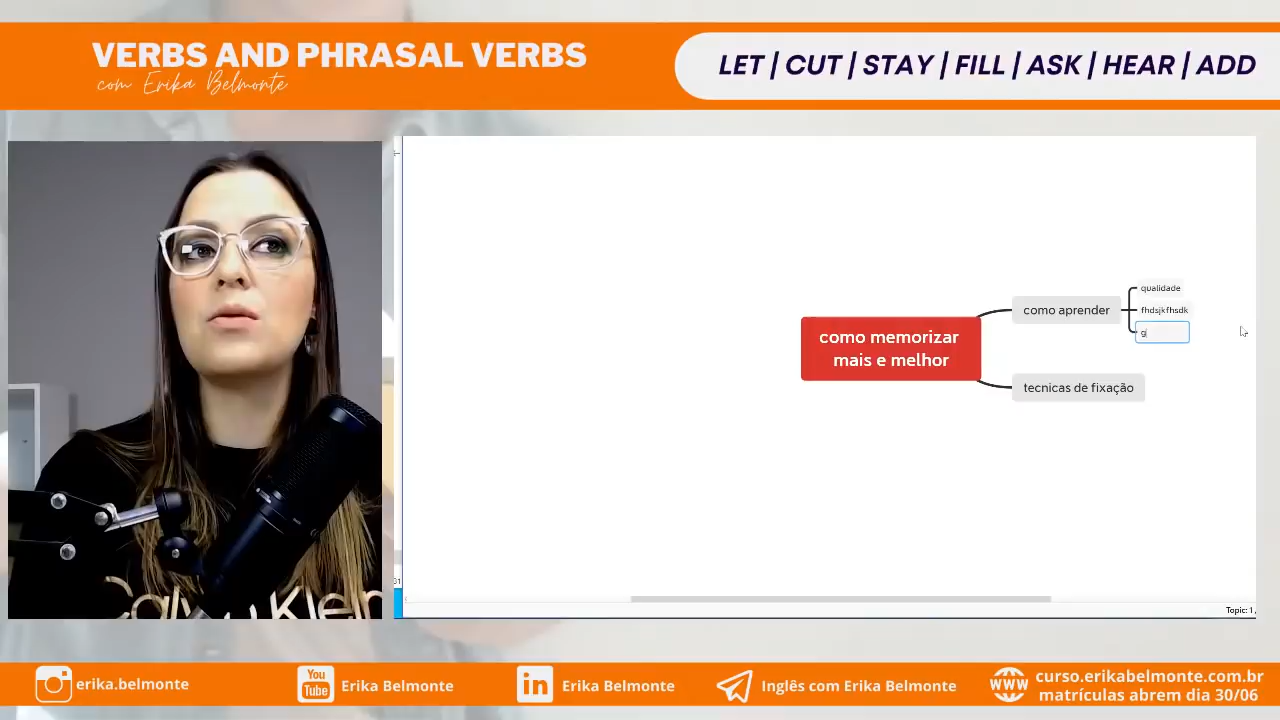 VERBS AND PHRASAL VERBS
com Erika Belmonte
LET | CUT | STAY | FILL | ASK | HEAR | ADD
qualidade
como aprender
fhdsjkfhsdk
g
como memorizar
mais e melhor
tecnicas de fixação
Calvin Klein
31
Topic: 1
erika.belmonte
You
Tube
Erika Belmonte
in
Erika Belmonte
Inglês com Erika Belmonte
WWW
curso.erikabelmonte.com.br
matrículas abrem dia 30/06